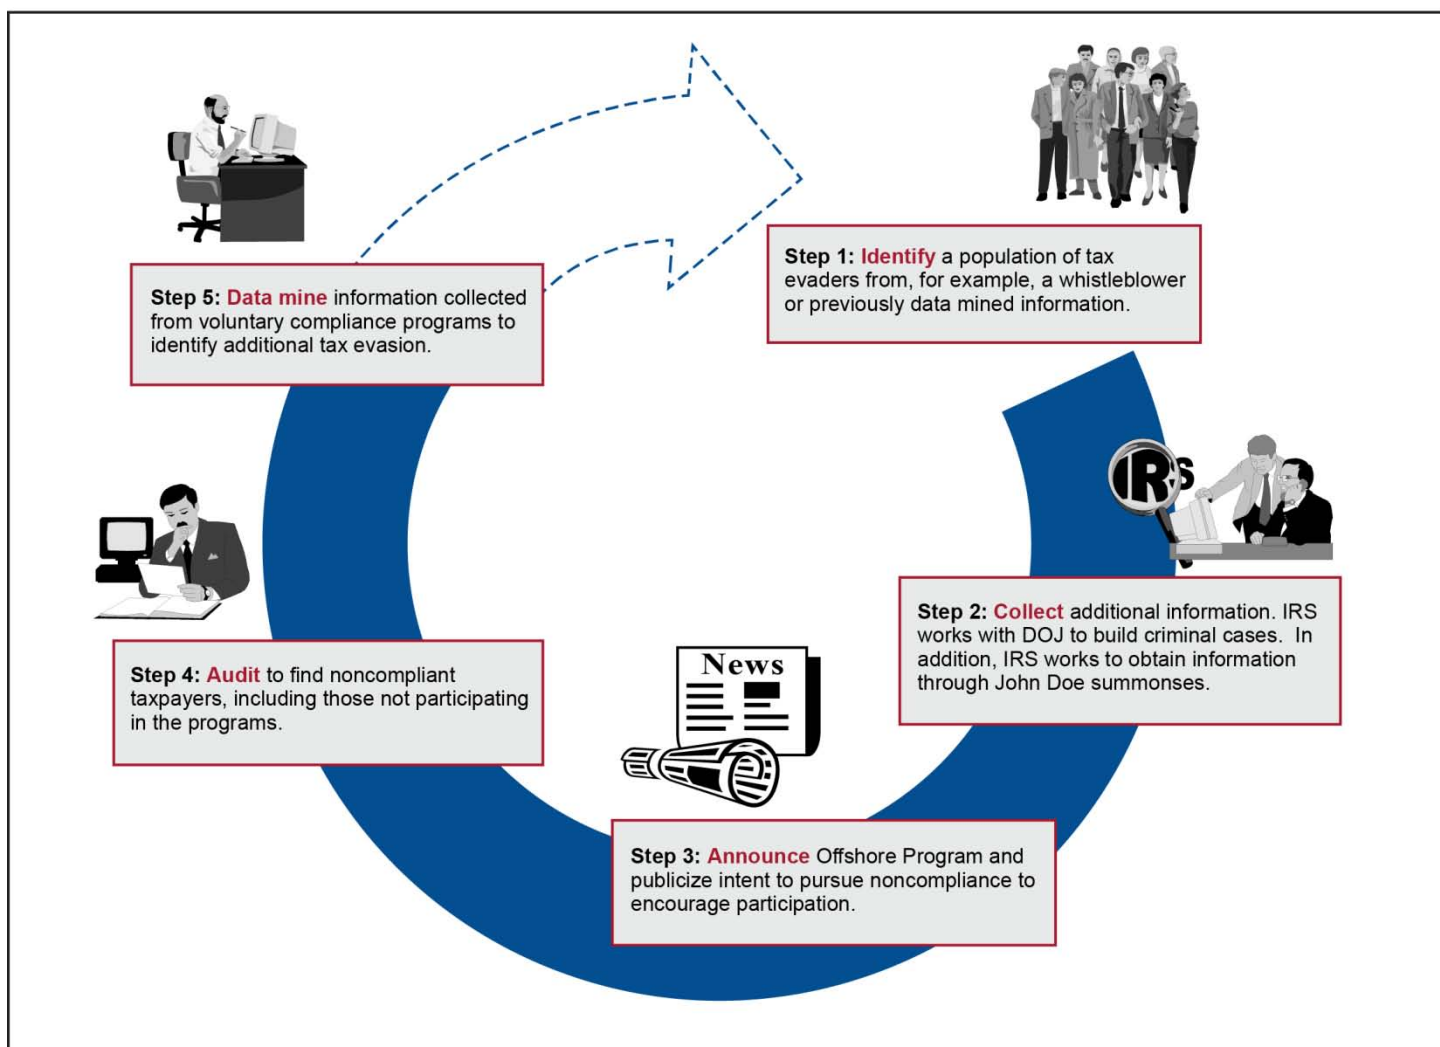 Step 1: Identify a population of tax
evaders from, for example, a whistleblower
or previously data mined information.
IRS
Step 2: Collect additional information. IRS
works with DOJ to build criminal cases.  In
addition, IRS works to obtain information
through John Doe summonses.
News
Step 3: Announce Offshore Program and
publicize intent to pursue noncompliance to
encourage participation.
Step 4: Audit to find noncompliant
taxpayers, including those not participating
in the programs.
Step 5: Data mine information collected
from voluntary compliance programs to
identify additional tax evasion.